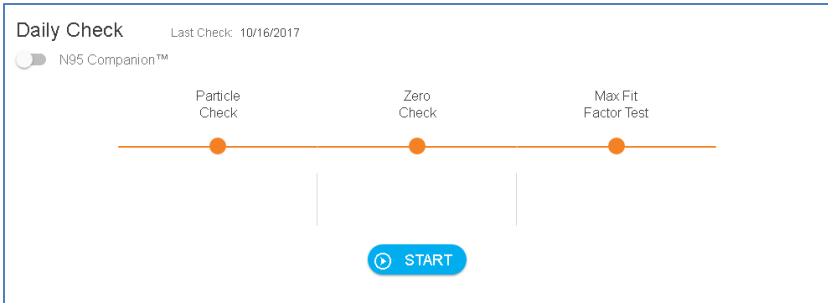 Daily Check Last Check: 10/16/2017
N95 Companion™
Particle Check
Zero Check
Max Fit Factor Test
START